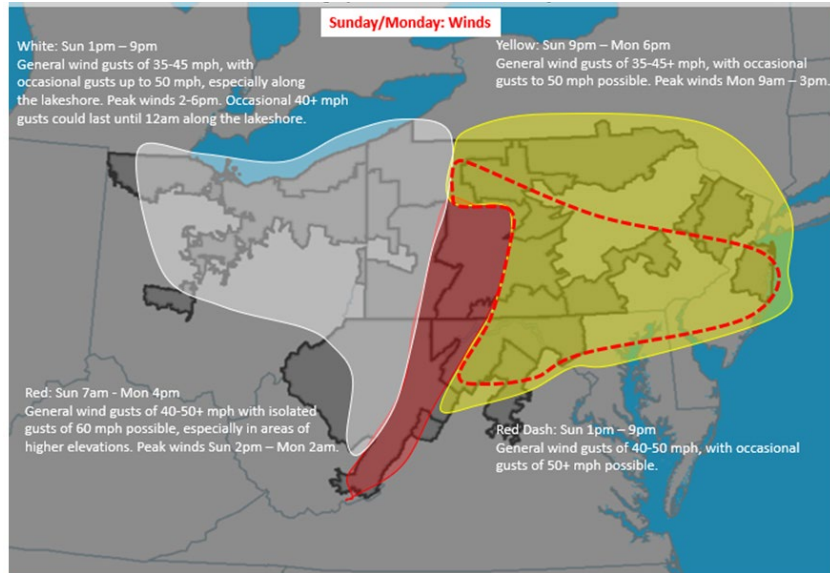 Sunday/Monday: Winds
White: Sun 1pm – 9pm
General wind gusts of 35-45 mph, with
occasional gusts up to 50 mph, especially along
the lakeshore. Peak winds 2-6pm. Occasional 40+ mph
gusts could last until 12am along the lakeshore.
Yellow: Sun 9pm – Mon 6pm
General wind gusts of 35-45+ mph, with occasional
gusts to 50 mph possible. Peak winds Mon 9am – 3pm.
Red: Sun 7am - Mon 4pm
General wind gusts of 40-50+ mph with isolated
gusts of 60 mph possible, especially in areas of
higher elevations. Peak winds Sun 2pm – Mon 2am.
Red Dash: Sun 1pm – 9pm
General wind gusts of 40-50 mph, with occasional
gusts of 50+ mph possible.